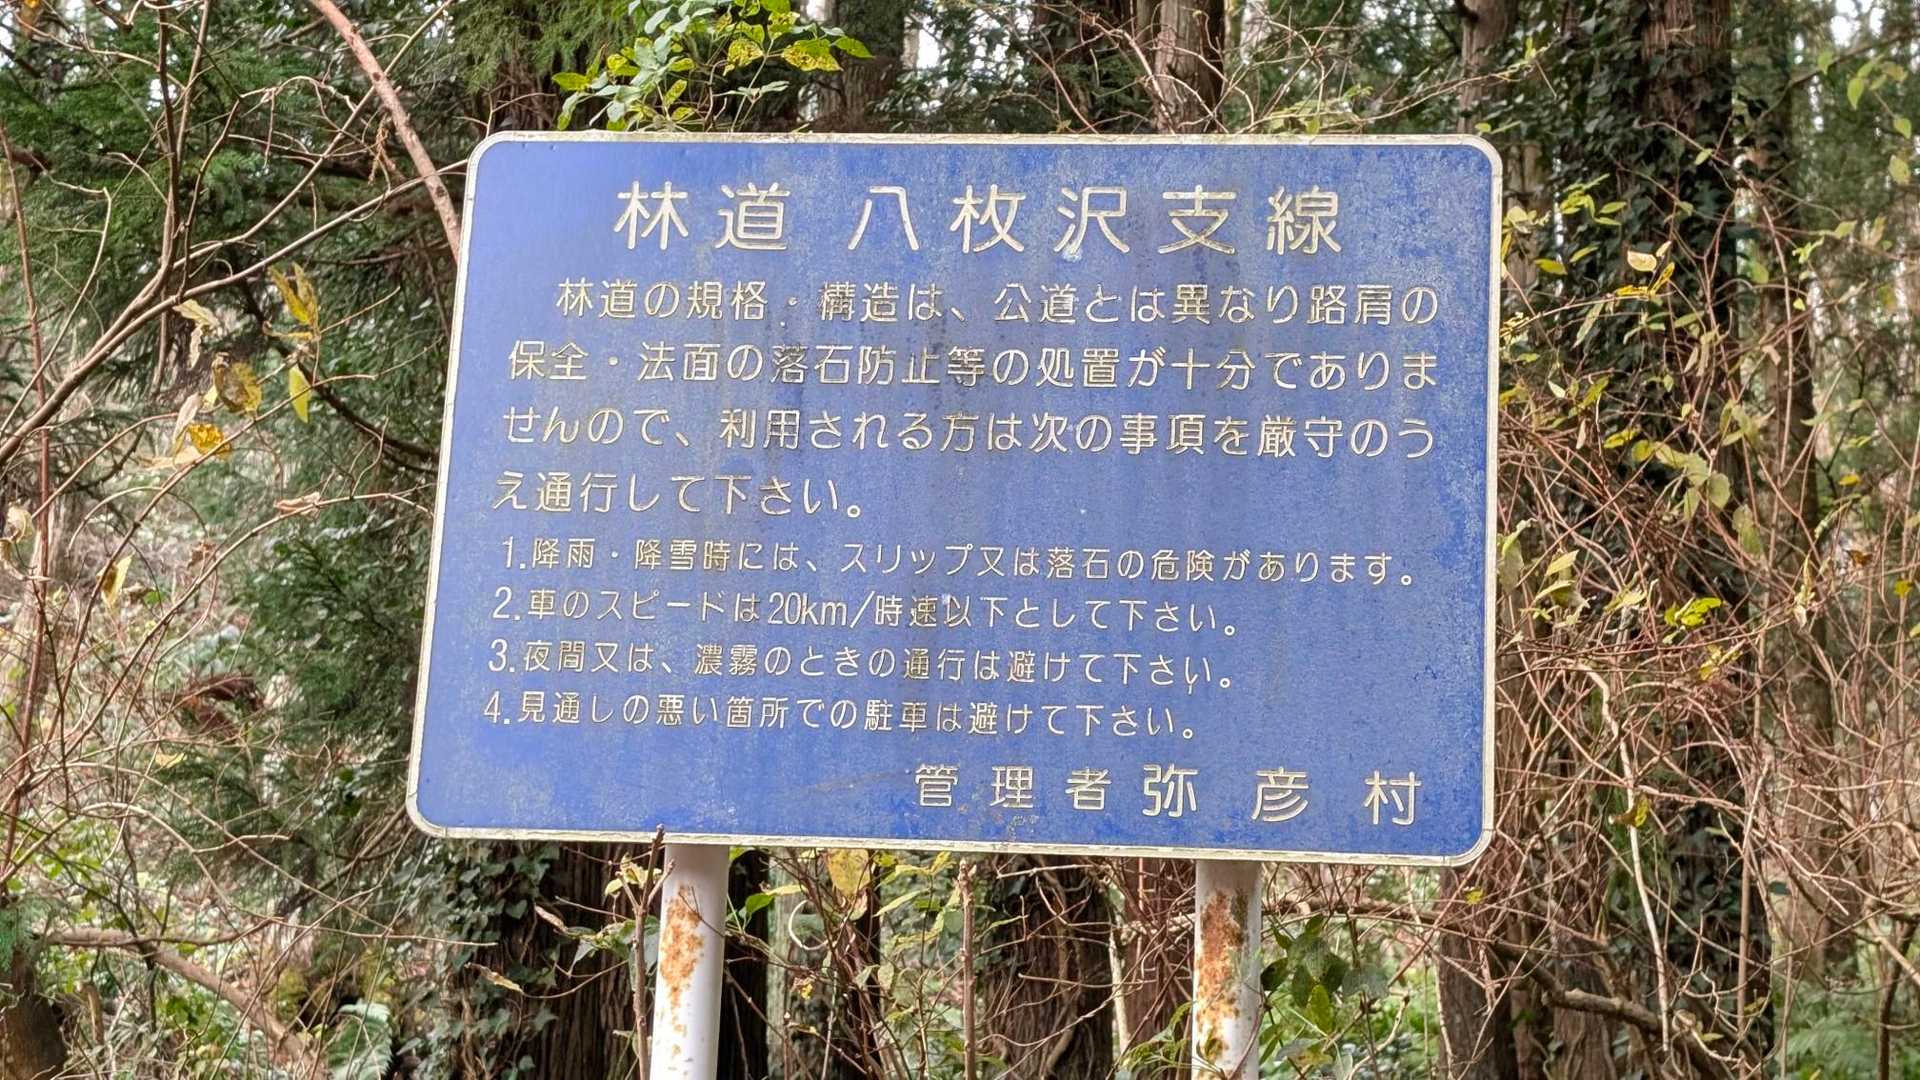 林道 八枚沢支線
林道の規格・構造は、公道とは異なり路肩の
保全・法面の落石防止等の処置が十分でありま
せんので、利用される方は次の事項を厳守のう
え通行して下さい。
1.降雨・降雪時には、スリップ又は落石の危険があります。
2.車のスピードは20km/時速以下として下さい。
3.夜間又は、濃霧のときの通行は避けて下さい。
4.見通しの悪い箇所での駐車は避けて下さい。
管理者弥彦村